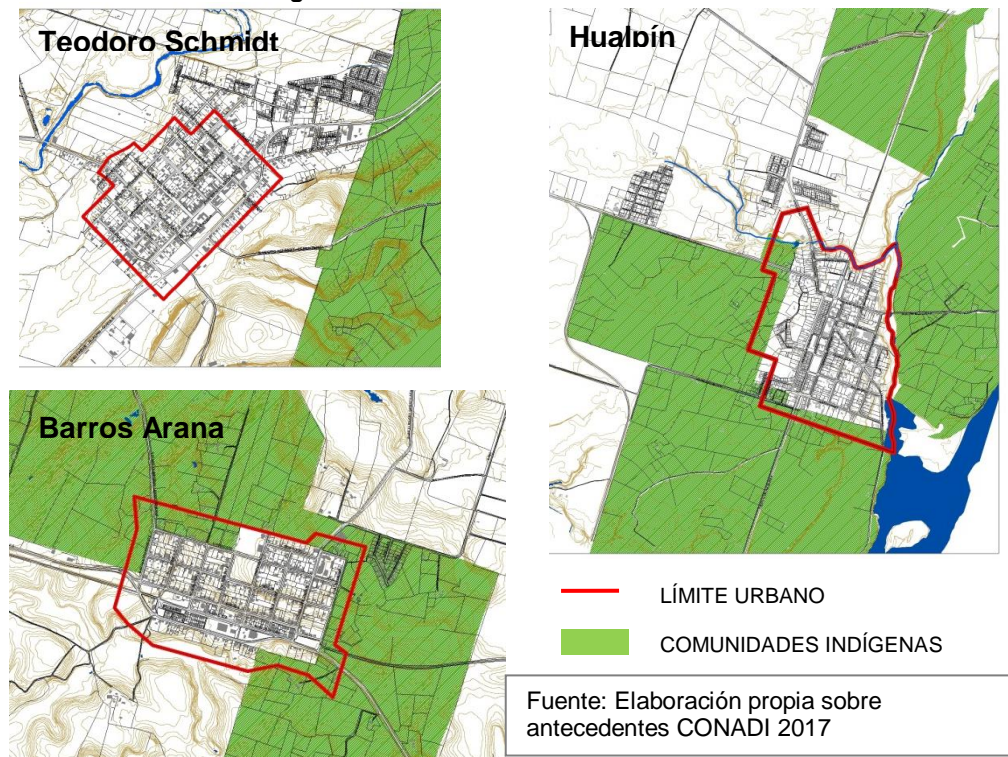 Teodoro Schmidt
Hualpín
Barros Arana
LÍMITE URBANO
COMUNIDADES INDÍGENAS
Fuente: Elaboración propia sobre
antecedentes CONADI 2017